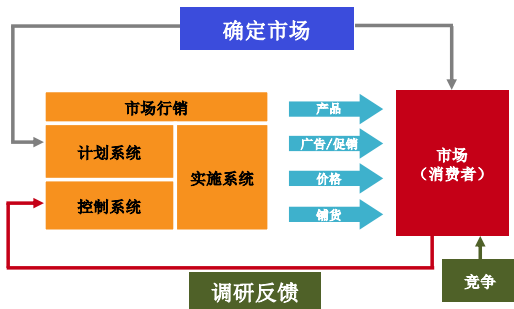 确定市场
市场行销
计划系统
控制系统
实施系统
产品
广告/促销
价格
铺货
市场
（消费者）
竞争
调研反馈